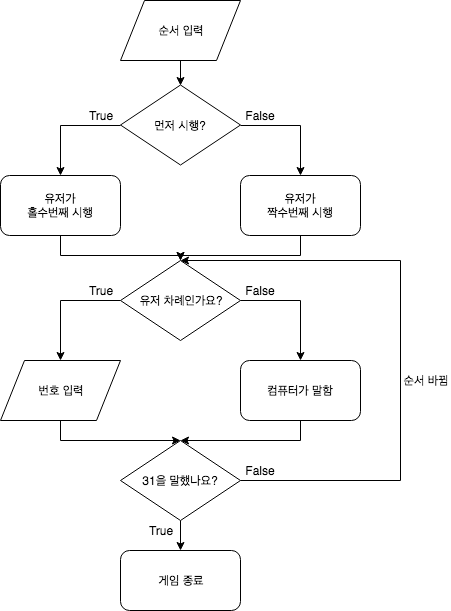 순서 입력
먼저 시행?
True
False
유저가
홀수번째 시행
유저가
짝수번째 시행
유저 차례인가요?
True
False
번호 입력
컴퓨터가 말함
순서 바뀜
31을 말했나요?
False
True
게임 종료